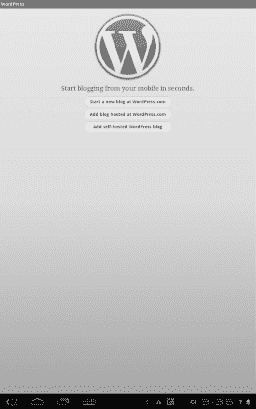 WordPress
Start blogging from your mobile in seconds.
Start a new blog at WordPress.com
Add blog hosted at WordPress.com
Add self-hosted WordPress blog